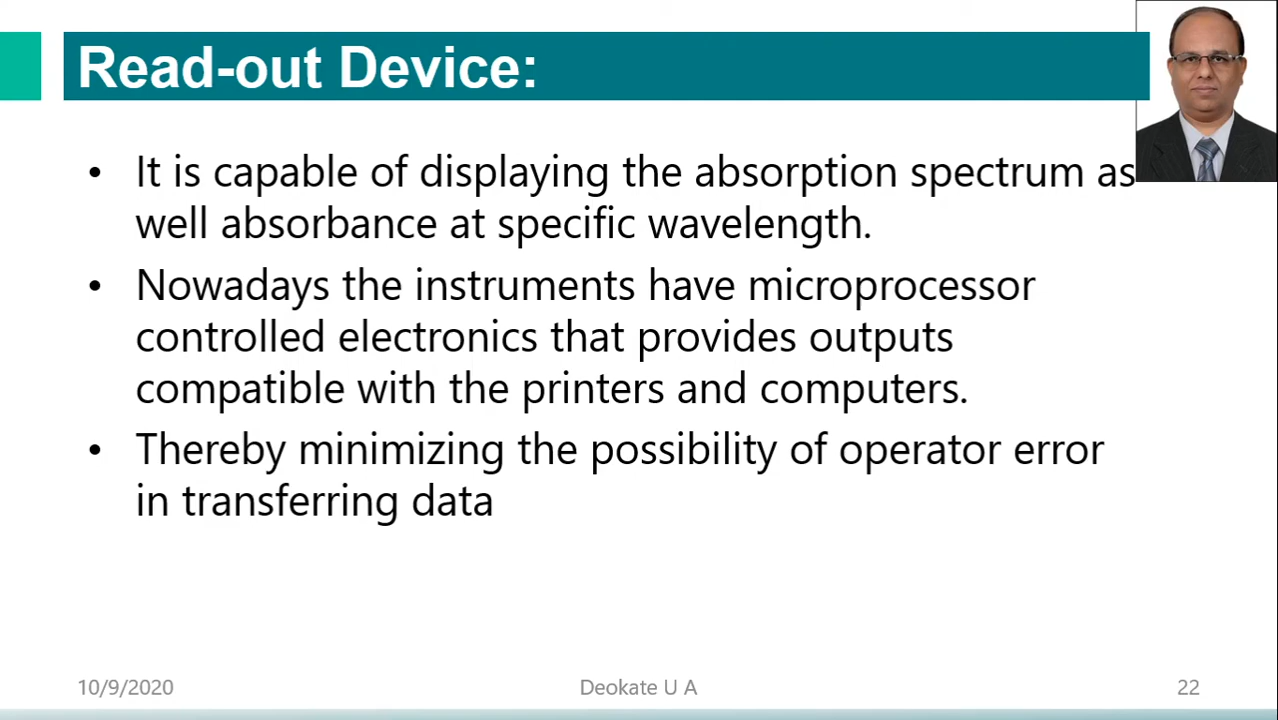 Read-out Device:
• It is capable of displaying the absorption spectrum as
well absorbance at specific wavelength.
• Nowadays the instruments have microprocessor
controlled electronics that provides outputs
compatible with the printers and computers.
• Thereby minimizing the possibility of operator error
in transferring data
10/9/2020
Deokate U A
22